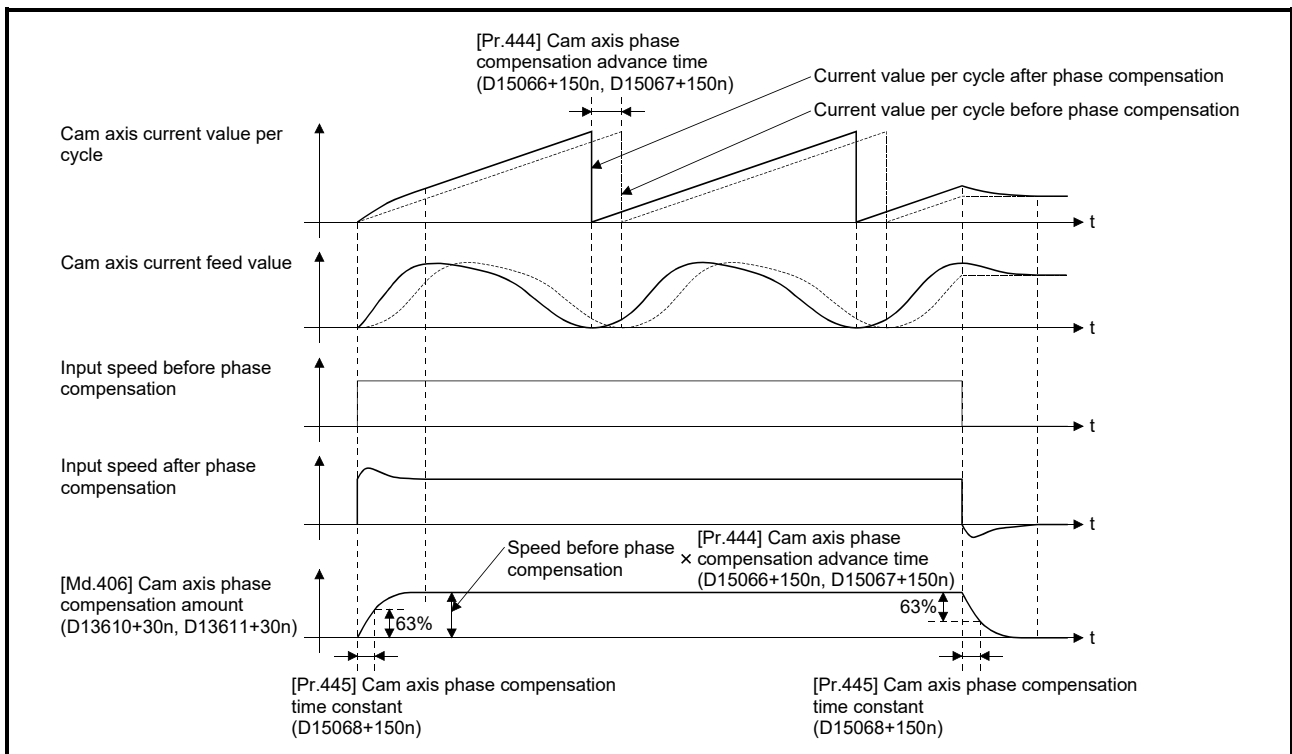 [Pr.444] Cam axis phase
compensation advance time
(D15066+150n, D15067+150n)
Current value per cycle after phase compensation
Current value per cycle before phase compensation
Cam axis current value per
cycle
t
Cam axis current feed value
t
Input speed before phase
compensation
t
Input speed after phase
compensation
t
Speed before phase
compensation
×
[Pr.444] Cam axis phase
compensation advance time
(D15066+150n, D15067+150n)
[Md.406] Cam axis phase
compensation amount
(D13610+30n, D13611+30n)
63%
63%
t
[Pr.445] Cam axis phase compensation
time constant
(D15068+150n)
[Pr.445] Cam axis phase compensation
time constant
(D15068+150n)